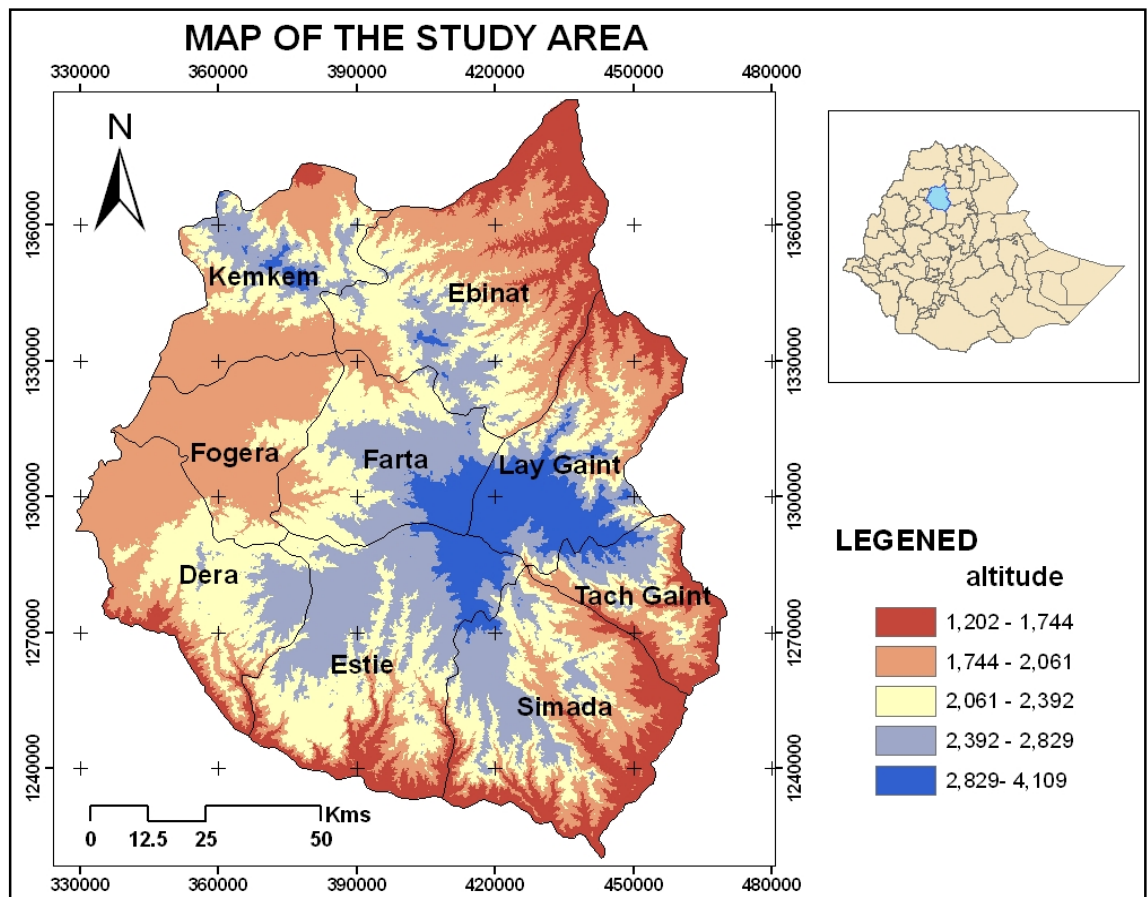 MAP OF THE STUDY AREA
330000 360000 390000 420000 450000 480000
N
1360000 1360000
Kemkem
Ebinat
1330000 1330000
Fogera
Farta
Lay Gaint
1300000 1300000
Dera
Tach Gaint
1270000 1270000
Estie
Simada
1240000 1240000
Kms
0 12.5 25 50
330000 360000 390000 420000 450000 480000
LEGENED
altitude
1,202 - 1,744
1,744 - 2,061
2,061 - 2,392
2,392 - 2,829
2,829- 4,109